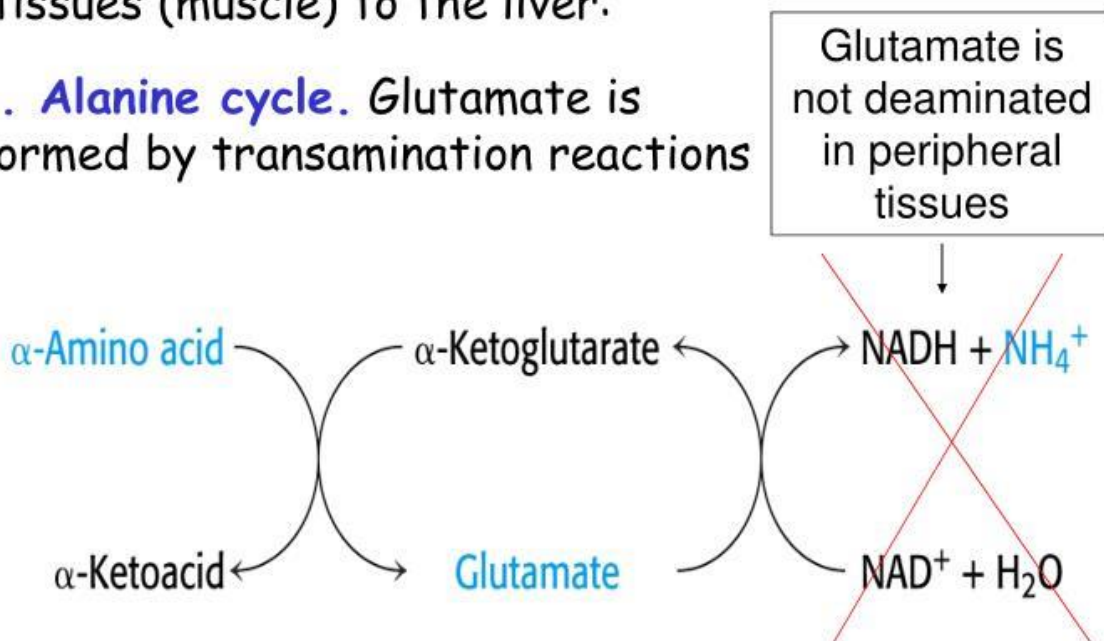 tissues (muscle) to the liver.
. Alanine cycle. Glutamate is
ormed by transamination reactions
Glutamate is
not deaminated
in peripheral
tissues
α-Amino acid
α-Ketoglutarate
NADH + NH₄⁺
α-Ketoacid
Glutamate
NAD⁺ + H₂O